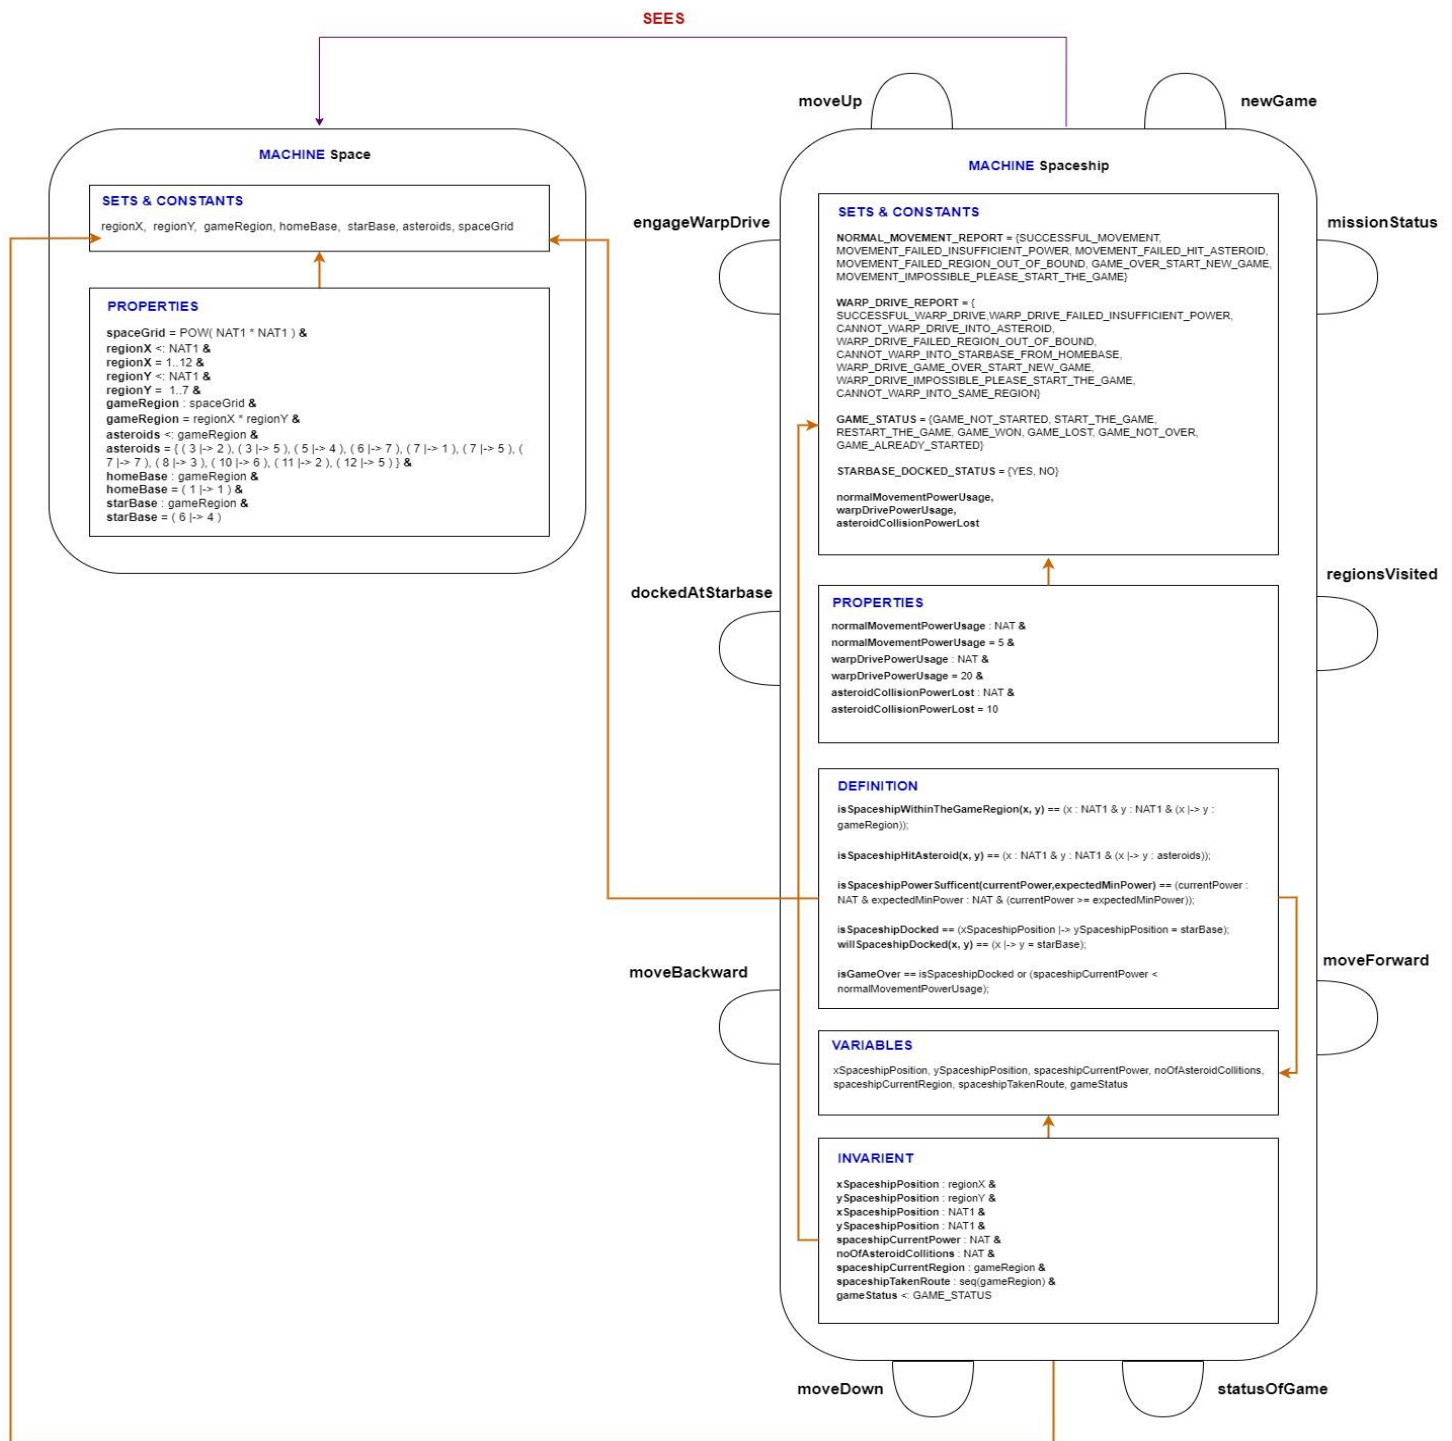 SEES
MACHINE Space
SETS & CONSTANTS
regionX, regionY, gameRegion, homeBase, starBase, asteroids, spaceGrid
PROPERTIES
spaceGrid = POW( NAT1 * NAT1 ) &
regionX <: NAT1 &
regionX = 1..12 &
regionY <: NAT1 &
regionY = 1..7 &
gameRegion : spaceGrid &
gameRegion = regionX * regionY &
asteroids <: gameRegion &
asteroids = { ( 3 |-> 2 ), ( 3 |-> 5 ), ( 5 |-> 4 ), ( 6 |-> 7 ), ( 7 |-> 1 ), ( 7 |-> 5 ), (
7 |-> 7 ), ( 8 |-> 3 ), ( 10 |-> 6 ), ( 11 |-> 2 ), ( 12 |-> 5 ) } &
homeBase : gameRegion &
homeBase = ( 1 |-> 1 ) &
starBase : gameRegion &
starBase = ( 6 |-> 4 )
moveUp
newGame
engageWarpDrive
missionStatus
dockedAtStarbase
regionsVisited
moveBackward
moveForward
moveDown
statusOfGame
MACHINE Spaceship
SETS & CONSTANTS
NORMAL_MOVEMENT_REPORT = {SUCCESSFUL_MOVEMENT,
MOVEMENT_FAILED_INSUFFICIENT_POWER, MOVEMENT_FAILED_HIT_ASTEROID,
MOVEMENT_FAILED_REGION_OUT_OF_BOUND, GAME_OVER_START_NEW_GAME,
MOVEMENT_IMPOSSIBLE_PLEASE_START_THE_GAME}
WARP_DRIVE_REPORT = {
SUCCESSFUL_WARP_DRIVE,WARP_DRIVE_FAILED_INSUFFICIENT_POWER,
CANNOT_WARP_DRIVE_INTO_ASTEROID,
WARP_DRIVE_FAILED_REGION_OUT_OF_BOUND,
CANNOT_WARP_INTO_STARBASE_FROM_HOMEBASE,
WARP_DRIVE_GAME_OVER_START_NEW_GAME,
WARP_DRIVE_IMPOSSIBLE_PLEASE_START_THE_GAME,
CANNOT_WARP_INTO_SAME_REGION}
GAME_STATUS = {GAME_NOT_STARTED, START_THE_GAME,
RESTART_THE_GAME, GAME_WON, GAME_LOST, GAME_NOT_OVER,
GAME_ALREADY_STARTED}
STARBASE_DOCKED_STATUS = {YES, NO}
normalMovementPowerUsage,
warpDrivePowerUsage,
asteroidCollisionPowerLost
PROPERTIES
normalMovementPowerUsage : NAT &
normalMovementPowerUsage = 5 &
warpDrivePowerUsage : NAT &
warpDrivePowerUsage = 20 &
asteroidCollisionPowerLost : NAT &
asteroidCollisionPowerLost = 10
DEFINITION
isSpaceshipWithinTheGameRegion(x, y) == (x : NAT1 & y : NAT1 & (x |-> y :
gameRegion));
isSpaceshipHitAsteroid(x, y) == (x : NAT1 & y : NAT1 & (x |-> y : asteroids));
isSpaceshipPowerSufficent(currentPower,expectedMinPower) == (currentPower :
NAT & expectedMinPower : NAT & (currentPower >= expectedMinPower));
isSpaceshipDocked == (xSpaceshipPosition |-> ySpaceshipPosition = starBase);
willSpaceshipDocked(x, y) == (x |-> y = starBase);
isGameOver == isSpaceshipDocked or (spaceshipCurrentPower <
normalMovementPowerUsage);
VARIABLES
xSpaceshipPosition, ySpaceshipPosition, spaceshipCurrentPower, noOfAsteroidCollitions,
spaceshipCurrentRegion, spaceshipTakenRoute, gameStatus
INVARIENT
xSpaceshipPosition : regionX &
ySpaceshipPosition : regionY &
xSpaceshipPosition : NAT1 &
ySpaceshipPosition : NAT1 &
spaceshipCurrentPower : NAT &
noOfAsteroidCollitions : NAT &
spaceshipCurrentRegion : gameRegion &
spaceshipTakenRoute : seq(gameRegion) &
gameStatus <: GAME_STATUS